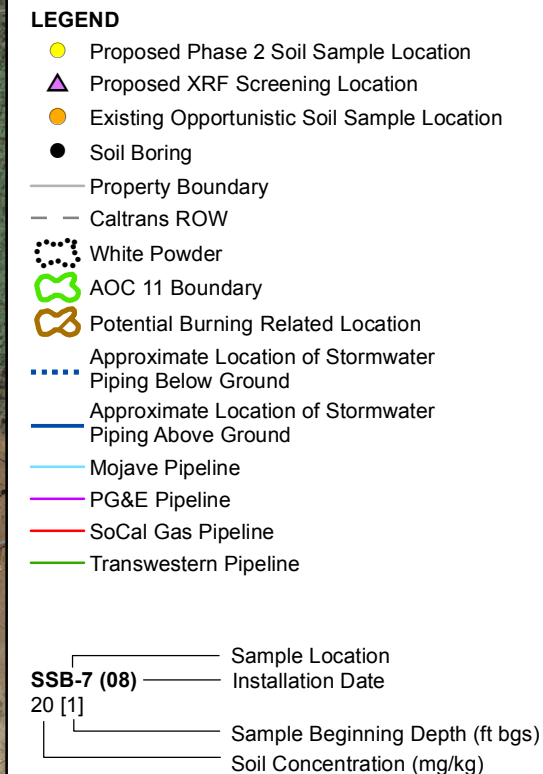 LEGEND
Proposed Phase 2 Soil Sample Location
Proposed XRF Screening Location
Existing Opportunistic Soil Sample Location
Soil Boring
Property Boundary
Caltrans ROW
White Powder
AOC 11 Boundary
Potential Burning Related Location
Approximate Location of Stormwater
Piping Below Ground
Approximate Location of Stormwater
Piping Above Ground
Mojave Pipeline
PG&E Pipeline
SoCal Gas Pipeline
Transwestern Pipeline
Sample Location
SSB-7 (08) Installation Date
20 [1]
Sample Beginning Depth (ft bgs)
Soil Concentration (mg/kg)